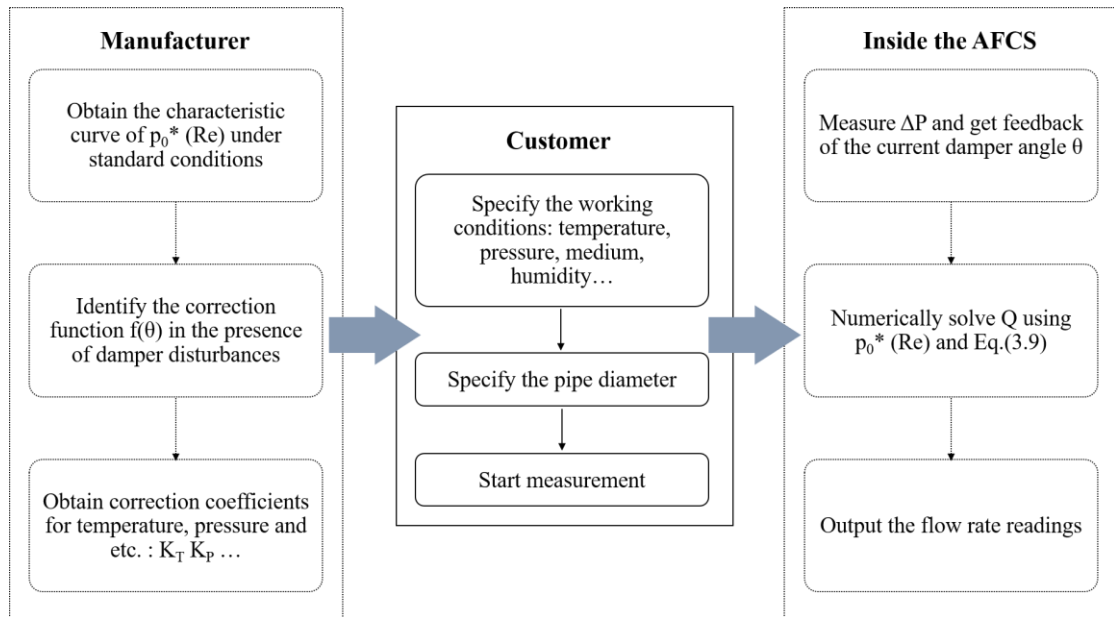 Manufacturer
Obtain the characteristic
curve of p₀* (Re) under
standard conditions
Identify the correction
function f(θ) in the presence
of damper disturbances
Obtain correction coefficients
for temperature, pressure and
etc. : K_T K_P …
Customer
Specify the working
conditions: temperature,
pressure, medium,
humidity…
Specify the pipe diameter
Start measurement
Inside the AFCS
Measure ΔP and get feedback
of the current damper angle θ
Numerically solve Q using
p₀* (Re) and Eq.(3.9)
Output the flow rate readings